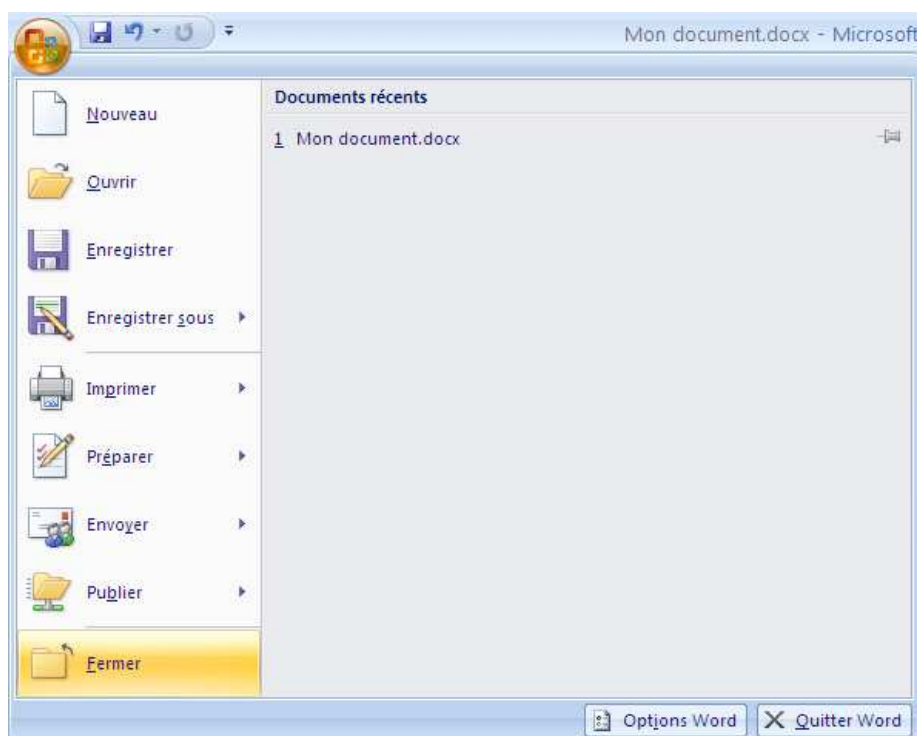 Mon document.docx - Microsoft
Nouveau
Ouvrir
Enregistrer
Enregistrer sous
Imprimer
Préparer
Envoyer
Publier
Fermer
Documents récents
1 Mon document.docx
Options Word
Quitter Word